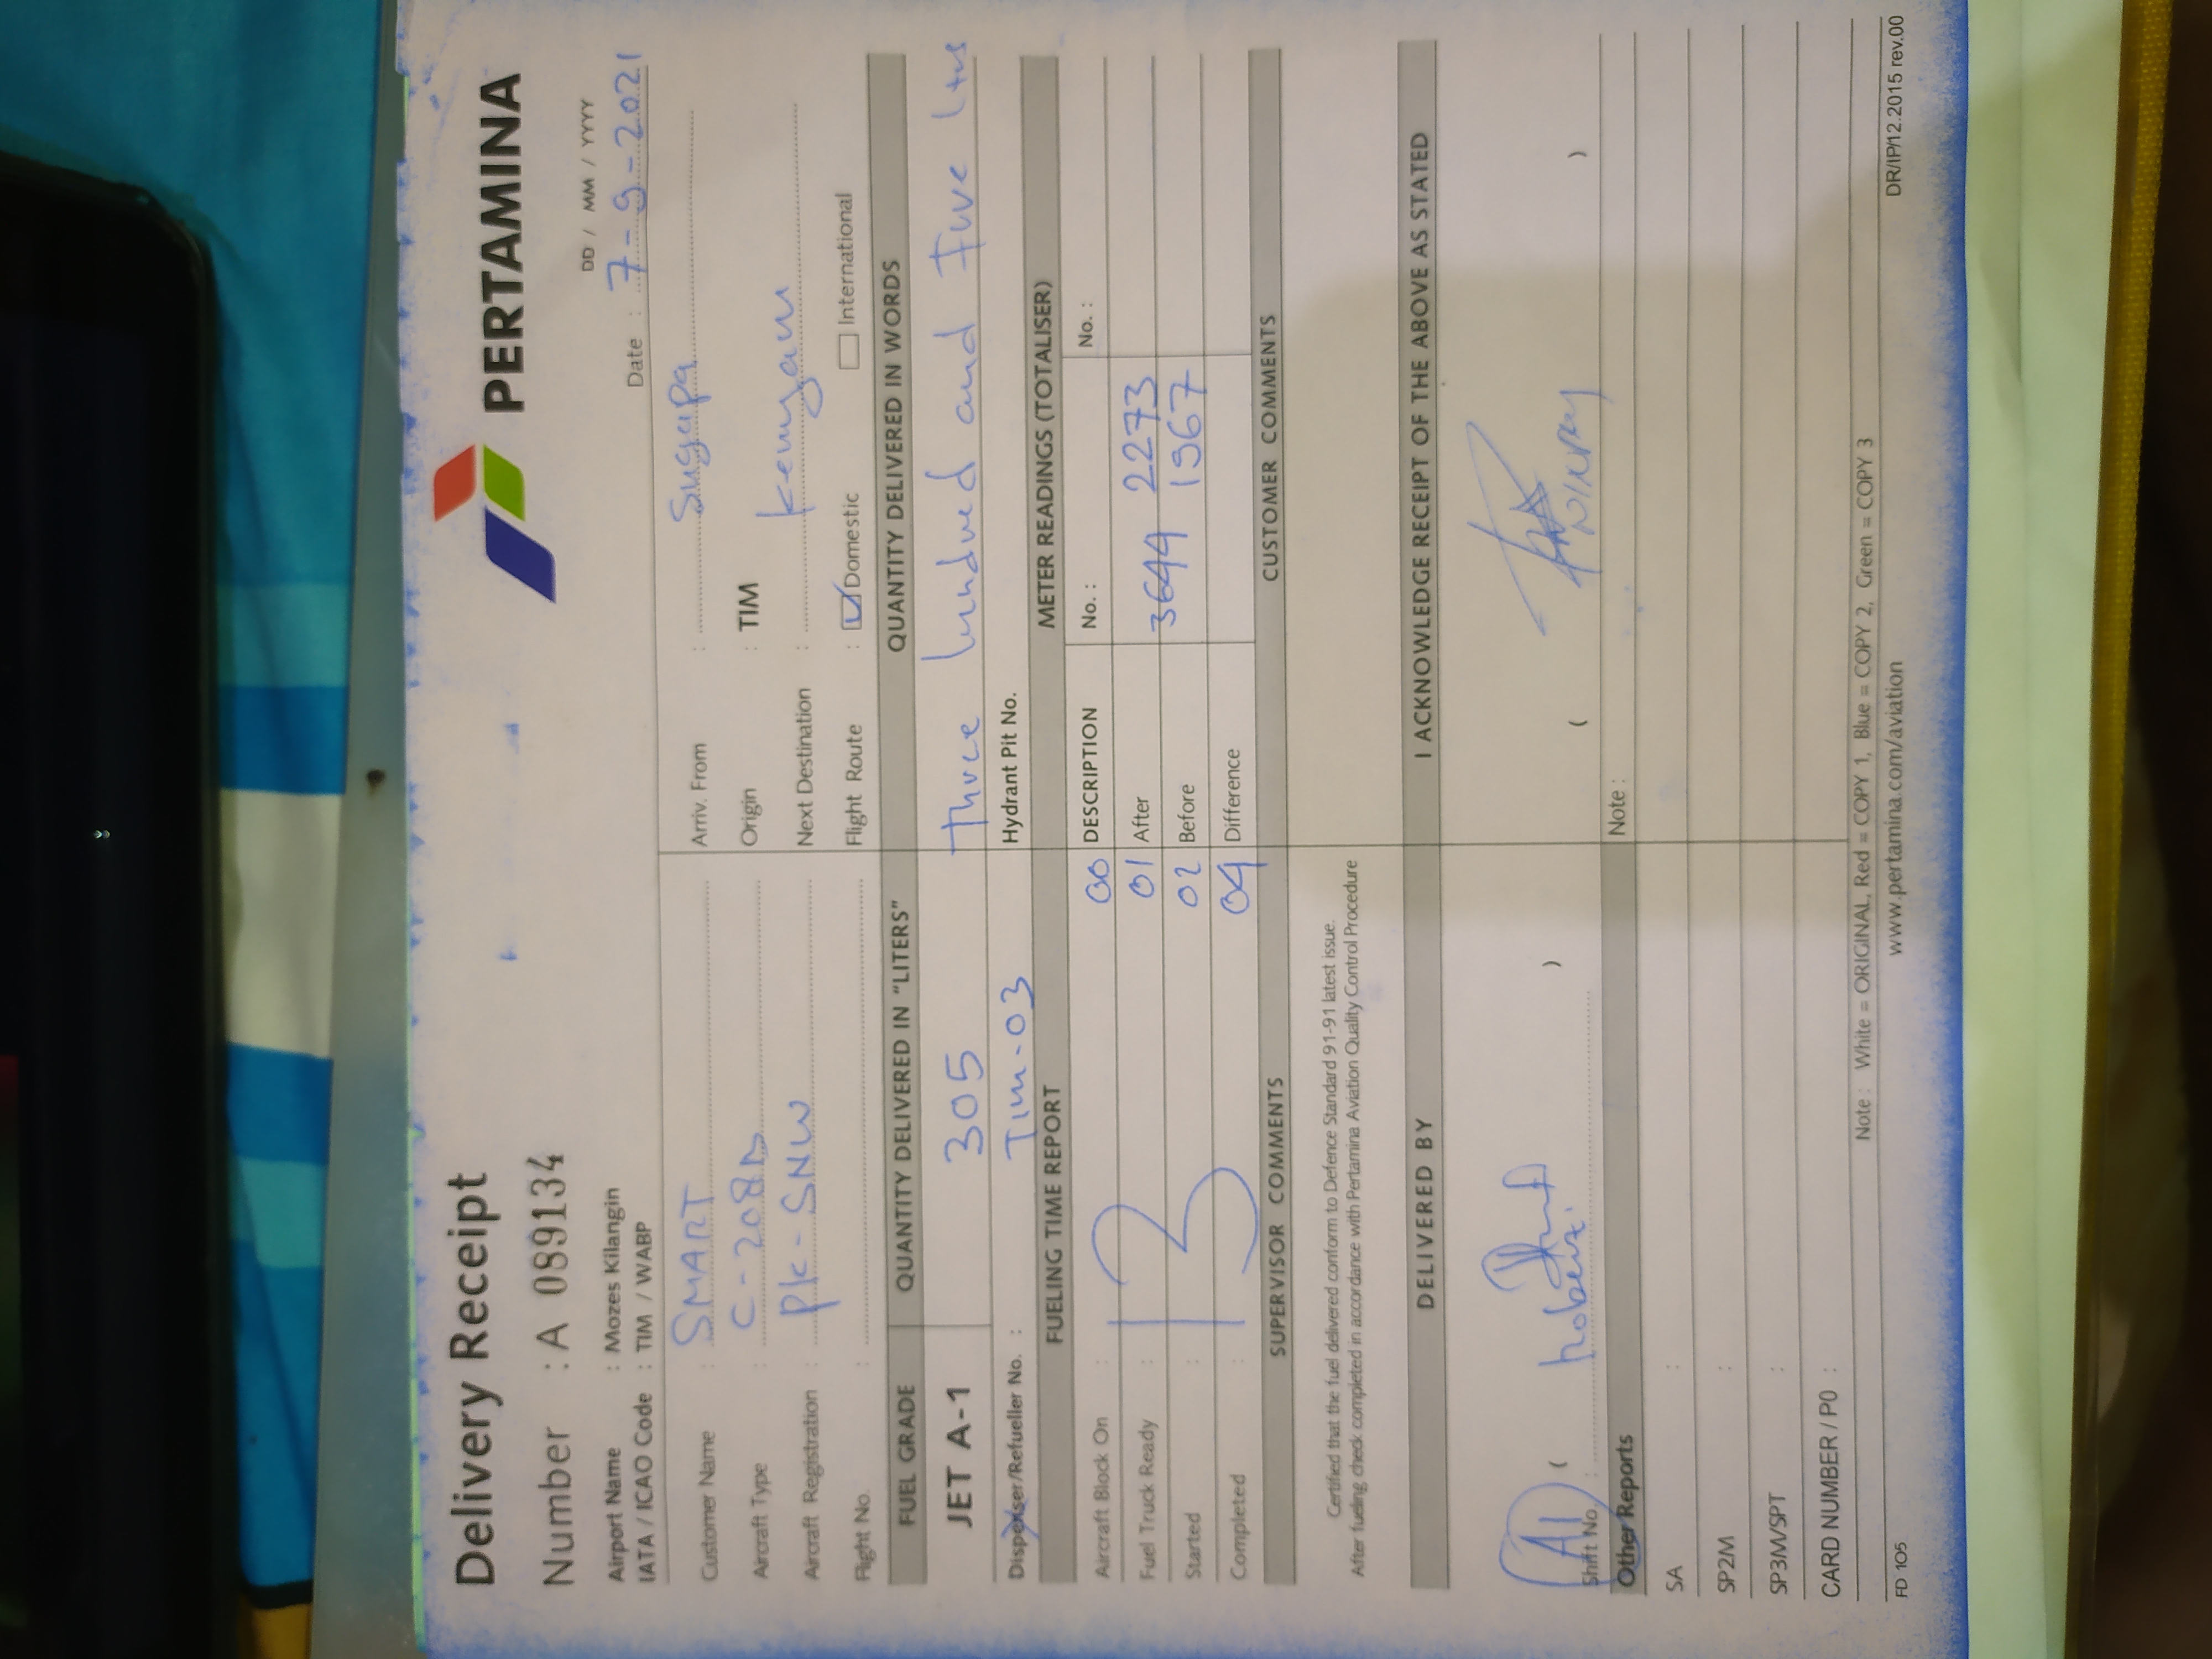 Delivery Receipt
PERTAMINA
Number : A 089134
DD / MM / YYYY
Airport Name : Mozes Kilangin
IATA / ICAO Code : TIM / WABP
Date : 7-9-2021
Customer Name : SMART
Arriv. From : Sugapa
Aircraft Type : C-208B
Origin : TIM
Aircraft Registration : PK-SNW
Next Destination : kenyam
Flight No. :
Flight Route : Domestic International
FUEL GRADE QUANTITY DELIVERED IN "LITERS" QUANTITY DELIVERED IN WORDS
JET A-1 305 Three hundred and Five Ltrs
Dispenser/Refueller No. : Tim-03 Hydrant Pit No.
FUELING TIME REPORT METER READINGS (TOTALISER)
Aircraft Block On : 00 DESCRIPTION No. : No. :
Fuel Truck Ready : 01 After 3644 2273
Started : 02 Before 1967
Completed : 04 Difference
SUPERVISOR COMMENTS CUSTOMER COMMENTS
Certified that the fuel delivered conform to Defence Standard 91-91 latest issue.
After fueling check completed in accordance with Pertamina Aviation Quality Control Procedure
DELIVERED BY I ACKNOWLEDGE RECEIPT OF THE ABOVE AS STATED
( ) ( )
Shift No. :
Other Reports Note :
SA :
SP2M :
SP3M/SPT :
CARD NUMBER / PO :
Note : White = ORIGINAL, Red = COPY 1, Blue = COPY 2, Green = COPY 3
FD 105 www.pertamina.com/aviation DR/IP/12.2015 rev.00